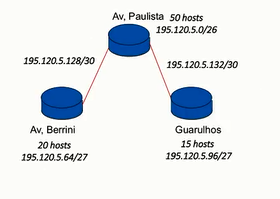 Av, Paulista
50 hosts
195.120.5.0/26
195.120.5.128/30
195.120.5.132/30
Av, Berrini
Guarulhos
20 hosts
195.120.5.64/27
15 hosts
195.120.5.96/27